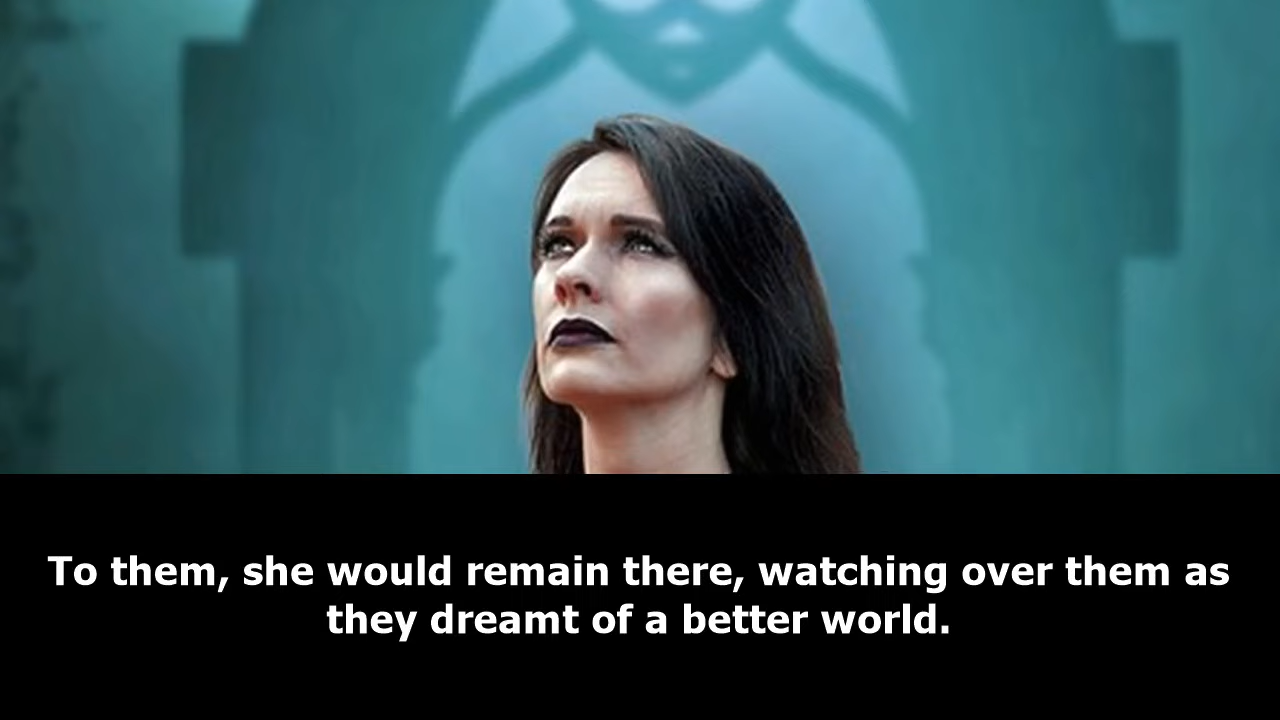 To them, she would remain there, watching over them as
they dreamt of a better world.